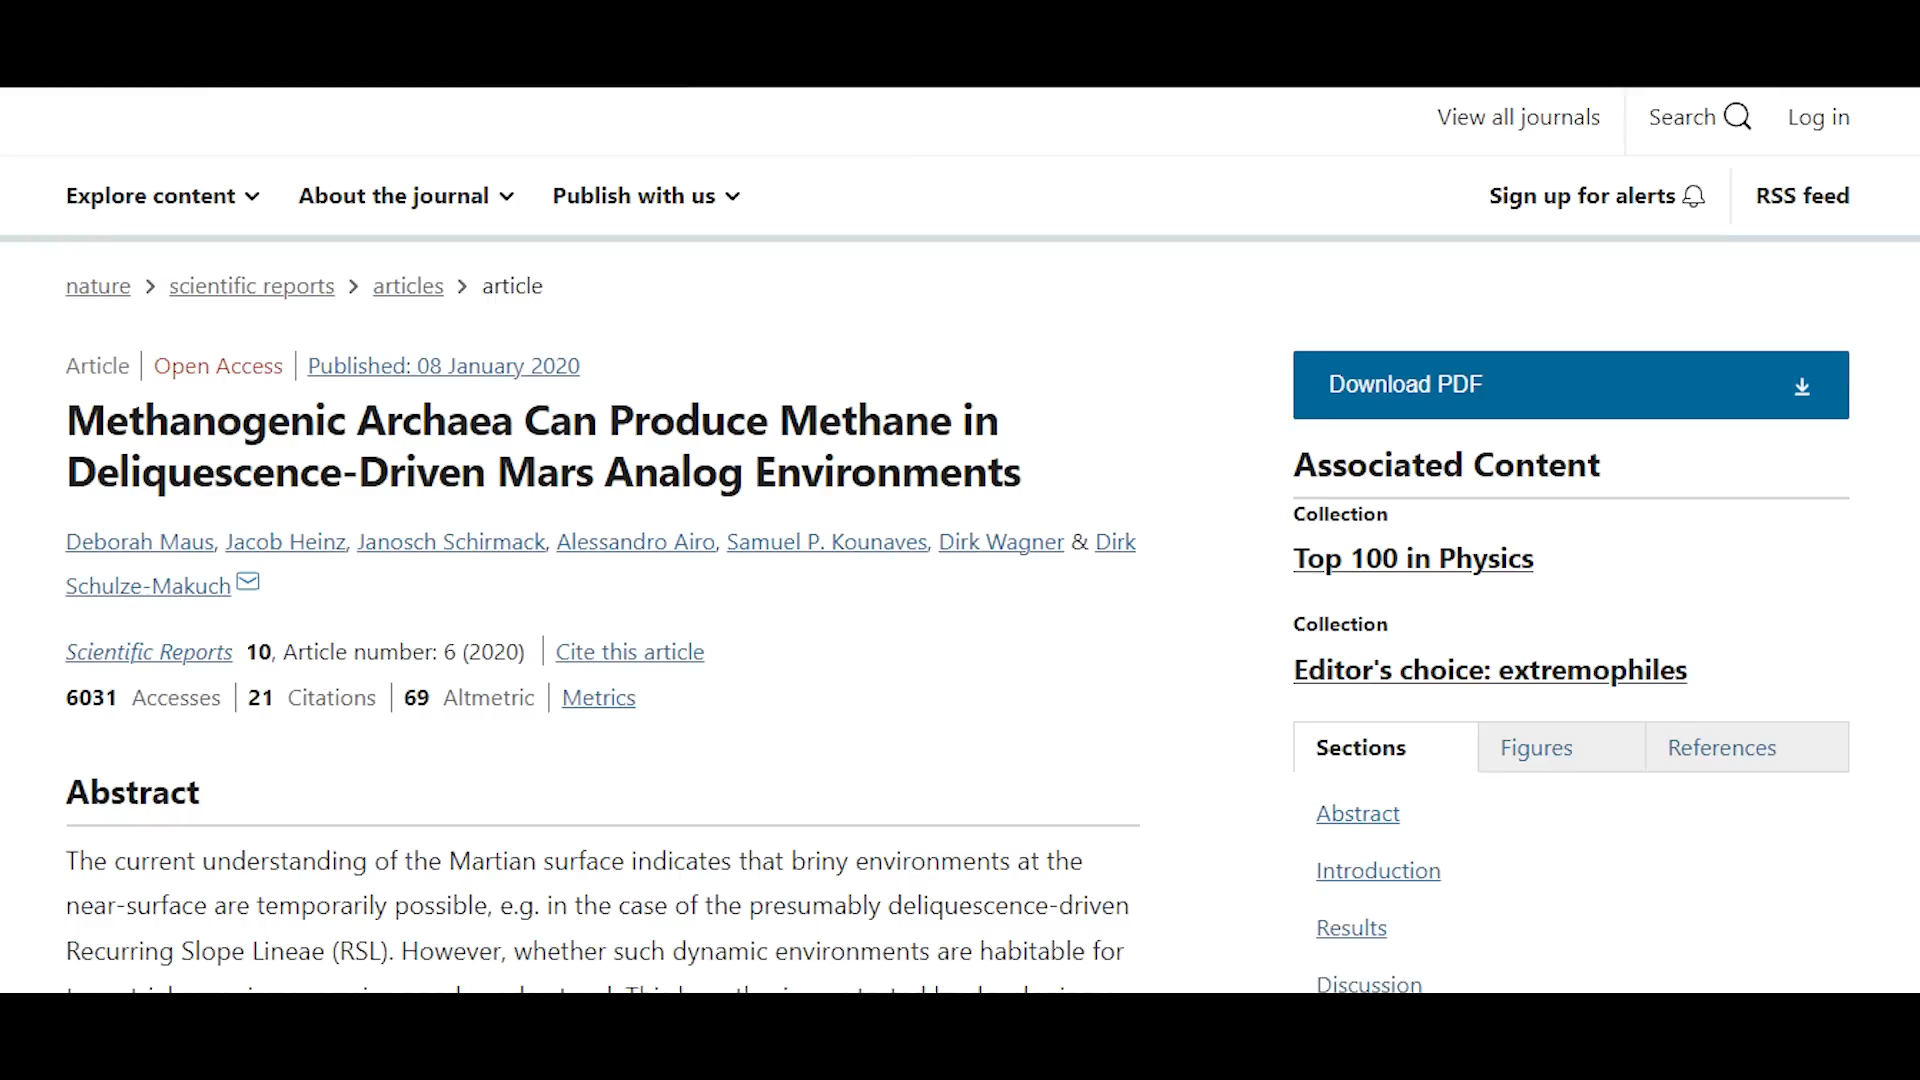 View all journals
Search
Log in
Explore content
About the journal
Publish with us
Sign up for alerts
RSS feed
nature > scientific reports > articles > article
Article | Open Access | Published: 08 January 2020
Methanogenic Archaea Can Produce Methane in
Deliquescence-Driven Mars Analog Environments
Deborah Maus, Jacob Heinz, Janosch Schirmack, Alessandro Airo, Samuel P. Kounaves, Dirk Wagner & Dirk
Schulze-Makuch
Scientific Reports 10, Article number: 6 (2020) | Cite this article
6031 Accesses | 21 Citations | 69 Altmetric | Metrics
Abstract
The current understanding of the Martian surface indicates that briny environments at the
near-surface are temporarily possible, e.g. in the case of the presumably deliquescence-driven
Recurring Slope Lineae (RSL). However, whether such dynamic environments are habitable for
Download PDF
Associated Content
Collection
Top 100 in Physics
Collection
Editor's choice: extremophiles
Sections
Figures
References
Abstract
Introduction
Results
Discussion